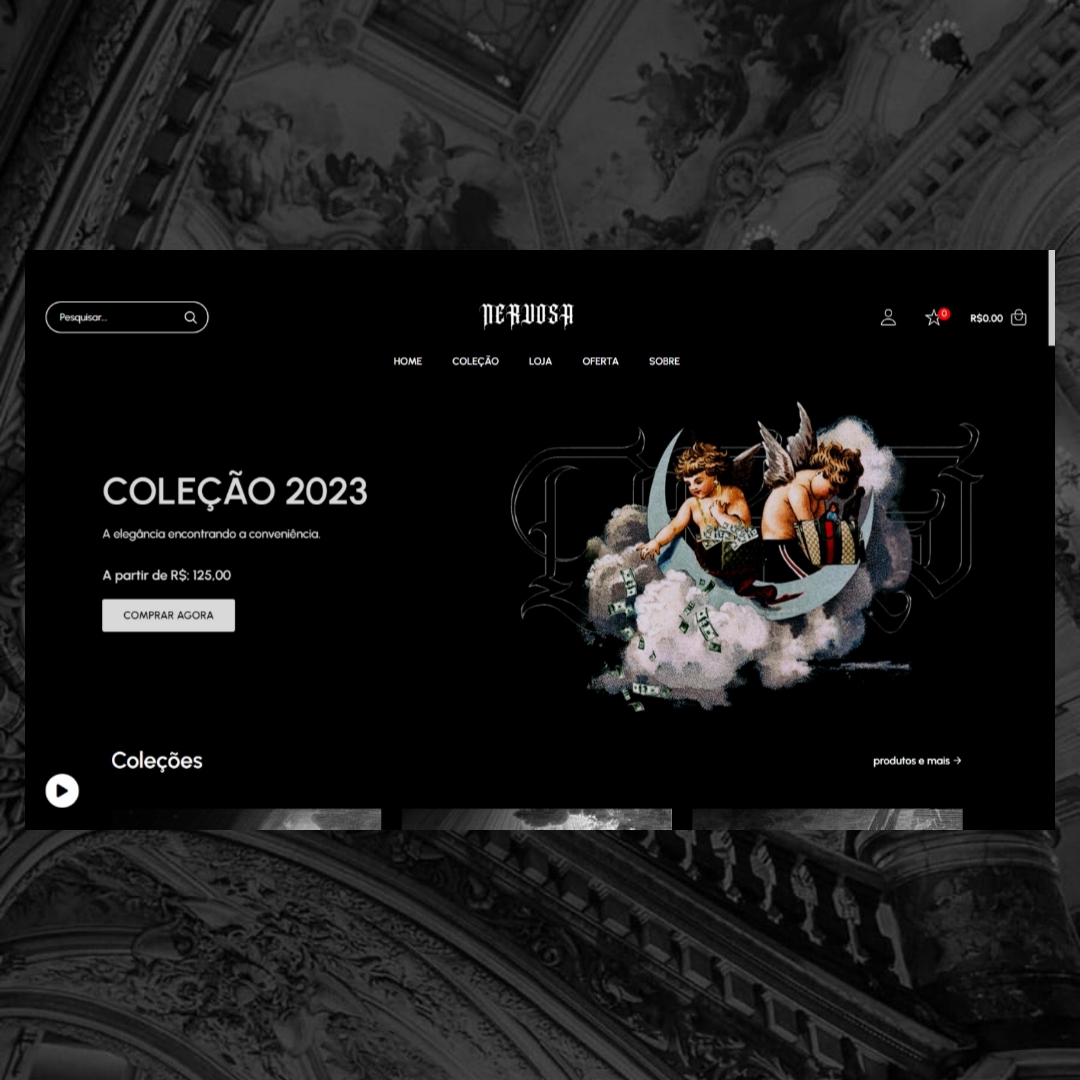 Pesquisar...
NERVOSA
0
R$0.00
HOME COLEÇÃO LOJA OFERTA SOBRE
COLEÇÃO 2023
A elegância encontrando a conveniência.
A partir de R$: 125,00
COMPRAR AGORA
Coleções
produtos e mais →